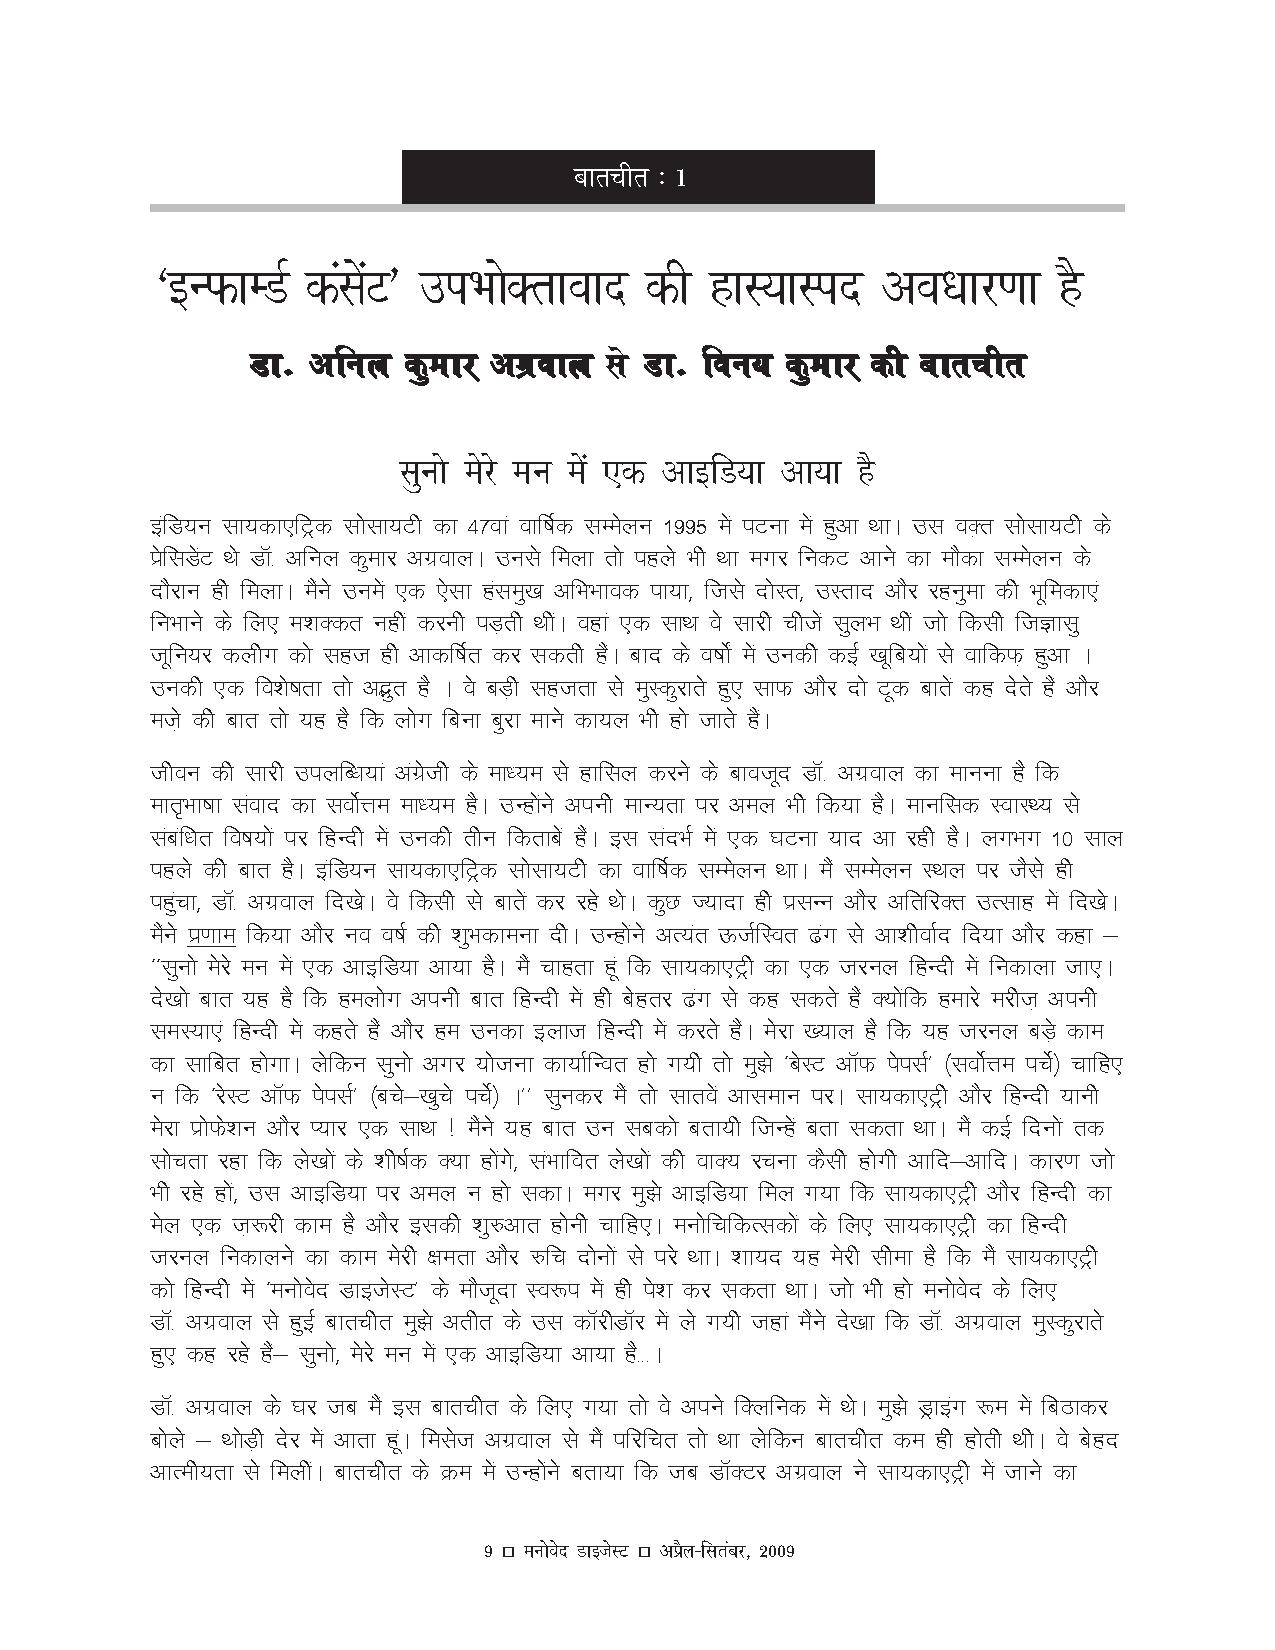 बातचीत : 1
‘इन्फार्म्ड कंसेंट’ उपभोक्तावाद की हास्यास्पद अवधारणा है
डा. अनिल कुमार अग्रवाल से डा. विनय कुमार की बातचीत
सुनो मेरे मन में एक आइडिया आया है
इंडियन सायकाएट्रिक सोसायटी का 47वां वार्षिक सम्मेलन 1995 में पटना में हुआ था। उस वक़्त सोसायटी के
प्रेसिडेंट थे डॉ. अनिल कुमार अग्रवाल। उनसे मिला तो पहले भी था मगर निकट आने का मौका सम्मेलन के
दौरान ही मिला। मैंने उनमें एक ऐसा हंसमुख अभिभावक पाया, जिसे दोस्त, उस्ताद और रहनुमा की भूमिकाएं
निभाने के लिए मशक्कत नहीं करनी पड़ती थीं। वहां एक साथ वे सारी चीजें सुलभ थीं जो किसी जिज्ञासु
जूनियर कलीग को सहज ही आकर्षित कर सकती हैं। बाद के वर्षों में उनकी कई खूबियों से वाकिफ़ हुआ ।
उनकी एक विशेषता तो अद्भुत है । वे बड़ी सहजता से मुस्कुराते हुए साफ और दो टूक बातें कह देते हैं और
मज़े की बात तो यह है कि लोग बिना बुरा माने कायल भी हो जाते हैं।
जीवन की सारी उपलब्धियां अंग्रेजी के माध्यम से हासिल करने के बावजूद डॉ. अग्रवाल का मानना है कि
मातृभाषा संवाद का सर्वोत्तम माध्यम है। उन्होंने अपनी मान्यता पर अमल भी किया है। मानसिक स्वास्थ्य से
संबंधित विषयों पर हिन्दी में उनकी तीन किताबें हैं। इस संदर्भ में एक घटना याद आ रही है। लगभग 10 साल
पहले की बात है। इंडियन सायकाएट्रिक सोसायटी का वार्षिक सम्मेलन था। मैं सम्मेलन स्थल पर जैसे ही
पहुंचा, डॉ. अग्रवाल दिखे। वे किसी से बातें कर रहे थे। कुछ ज्यादा ही प्रसन्न और अतिरिक्त उत्साह में दिखे।
मैंने प्रणाम किया और नव वर्ष की शुभकामना दी। उन्होंने अत्यंत ऊर्जस्वित ढंग से आशीर्वाद दिया और कहा –
“सुनो मेरे मन में एक आइडिया आया है। मैं चाहता हूं कि सायकाएट्री का एक जरनल हिन्दी में निकाला जाए।
देखो बात यह है कि हमलोग अपनी बात हिन्दी में ही बेहतर ढंग से कह सकते हैं क्योंकि हमारे मरीज़ अपनी
समस्याएं हिन्दी में कहते हैं और हम उनका इलाज हिन्दी में करते हैं। मेरा ख्याल है कि यह जरनल बड़े काम
का साबित होगा। लेकिन सुनो अगर योजना कार्यान्वित हो गयी तो मुझे ‘बेस्ट ऑफ पेपर्स’ (सर्वोत्तम पर्चे) चाहिए
न कि ‘रेस्ट ऑफ पेपर्स’ (बचे–खुचे पर्चे) ।” सुनकर मैं तो सातवें आसमान पर। सायकाएट्री और हिन्दी यानी
मेरा प्रोफेशन और प्यार एक साथ ! मैंने यह बात उन सबको बतायी जिन्हें बता सकता था। मैं कई दिनों तक
सोचता रहा कि लेखों के शीर्षक क्या होंगे, संभावित लेखों की वाक्य रचना कैसी होगी आदि–आदि। कारण जो
भी रहे हों, उस आइडिया पर अमल न हो सका। मगर मुझे आइडिया मिल गया कि सायकाएट्री और हिन्दी का
मेल एक ज़रूरी काम है और इसकी शुरुआत होनी चाहिए। मनोचिकित्सकों के लिए सायकाएट्री का हिन्दी
जरनल निकालने का काम मेरी क्षमता और रुचि दोनों से परे था। शायद यह मेरी सीमा है कि मैं सायकाएट्री
को हिन्दी में ‘मनोवेद डाइजेस्ट’ के मौजूदा स्वरूप में ही पेश कर सकता था। जो भी हो मनोवेद के लिए
डॉ. अग्रवाल से हुई बातचीत मुझे अतीत के उस कॉरीडॉर में ले गयी जहां मैंने देखा कि डॉ. अग्रवाल मुस्कुराते
हुए कह रहे हैं– सुनो, मेरे मन में एक आइडिया आया है...।
डॉ. अग्रवाल के घर जब मैं इस बातचीत के लिए गया तो वे अपने क्लिनिक में थे। मुझे ड्राइंग रूम में बिठाकर
बोले – थोड़ी देर में आता हूं। मिसेज अग्रवाल से मैं परिचित तो था लेकिन बातचीत कम ही होती थी। वे बेहद
आत्मीयता से मिलीं। बातचीत के क्रम में उन्होंने बताया कि जब डॉक्टर अग्रवाल ने सायकाएट्री में जाने का
9 □ मनोवेद डाइजेस्ट □ अप्रैल-सितंबर, 2009